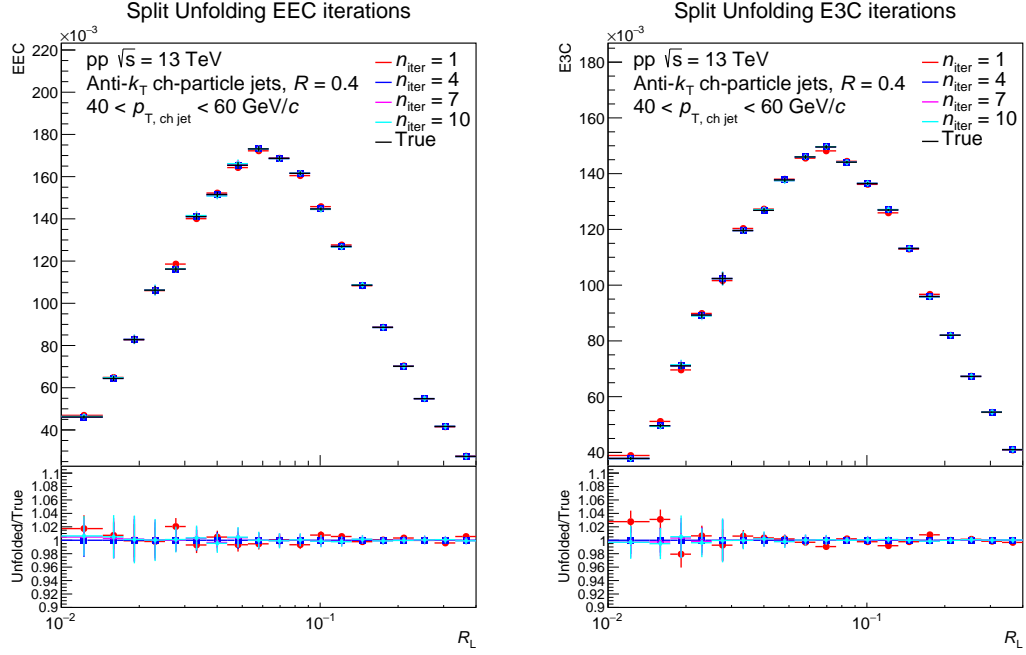 Split Unfolding EEC iterations
×10⁻³
EEC
220
200
180
160
140
120
100
80
60
40
pp √s = 13 TeV
Anti-k_T ch-particle jets, R = 0.4
40 < p_T, ch jet < 60 GeV/c
n_iter = 1
n_iter = 4
n_iter = 7
n_iter = 10
True
Unfolded/True
1.1
1.08
1.06
1.04
1.02
1
0.98
0.96
0.94
0.92
0.9
10⁻²
10⁻¹
R_L
Split Unfolding E3C iterations
×10⁻³
E3C
180
160
140
120
100
80
60
40
pp √s = 13 TeV
Anti-k_T ch-particle jets, R = 0.4
40 < p_T, ch jet < 60 GeV/c
n_iter = 1
n_iter = 4
n_iter = 7
n_iter = 10
True
Unfolded/True
1.1
1.08
1.06
1.04
1.02
1
0.98
0.96
0.94
0.92
0.9
10⁻²
10⁻¹
R_L